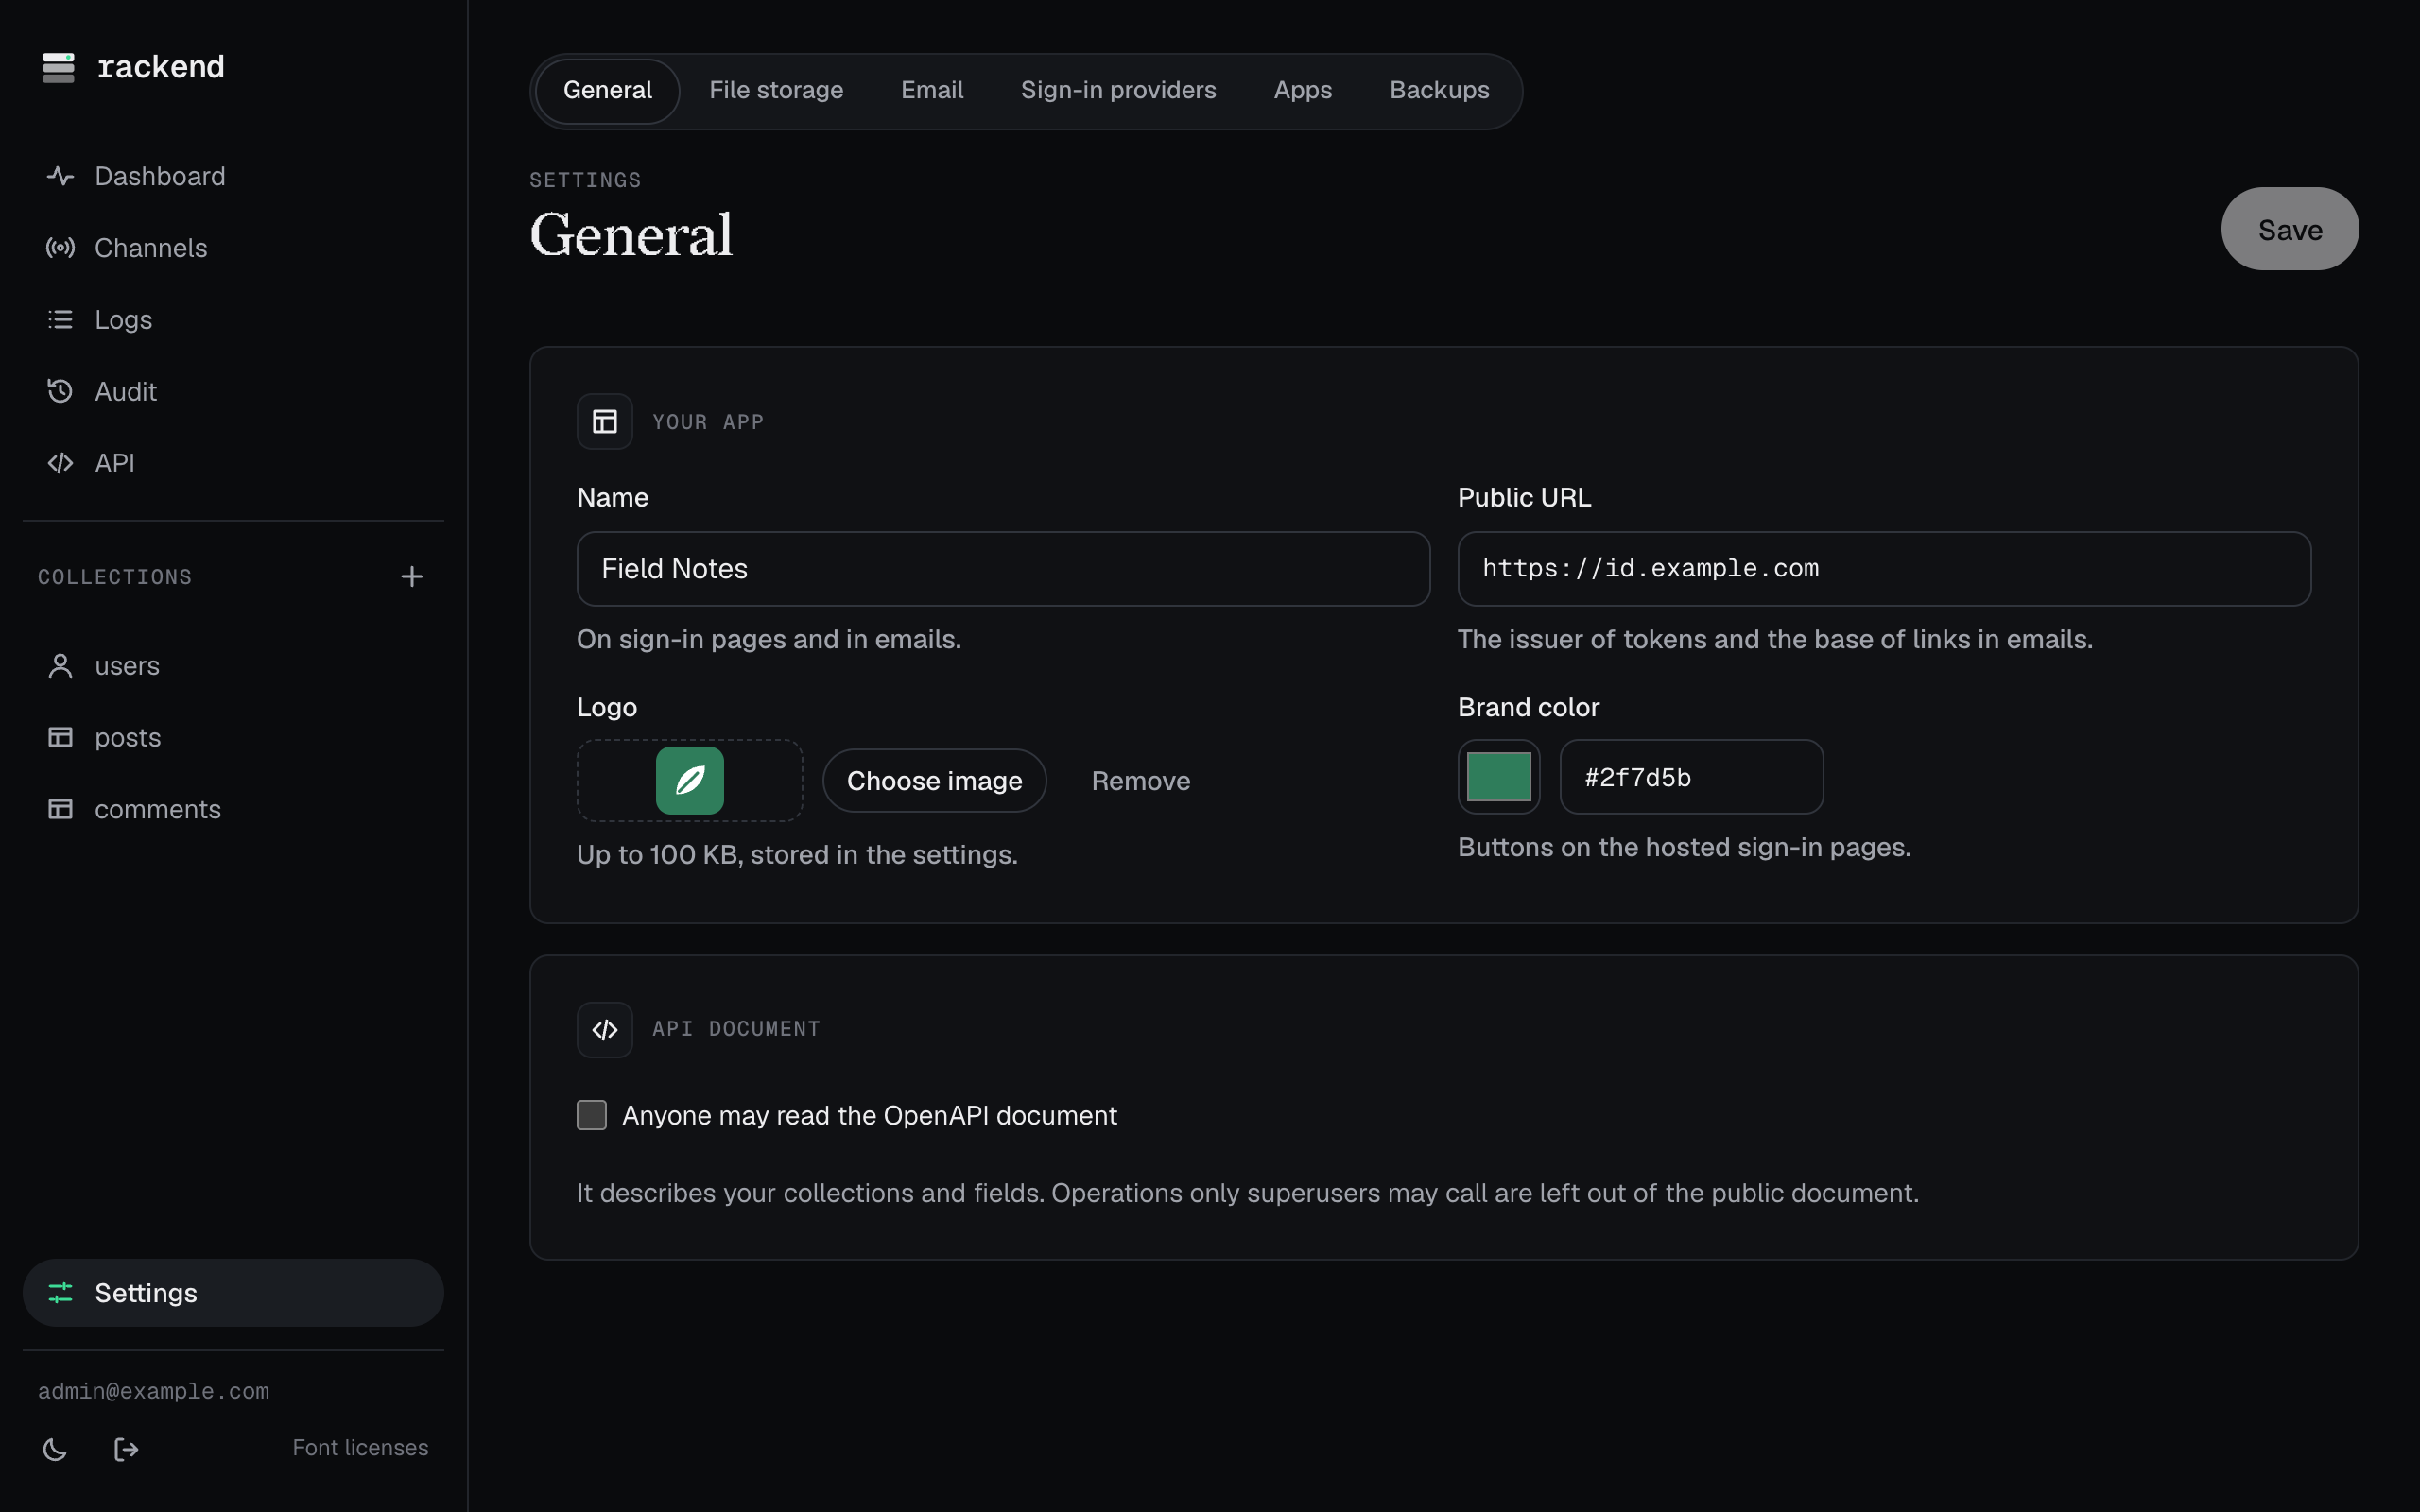 rackend
Dashboard
Channels
Logs
Audit
API
COLLECTIONS
users
posts
comments
Settings
admin@example.com
Font licenses
General
File storage
Email
Sign-in providers
Apps
Backups
SETTINGS
General
Save
YOUR APP
Name
Field Notes
On sign-in pages and in emails.
Public URL
https://id.example.com
The issuer of tokens and the base of links in emails.
Logo
Choose image
Remove
Up to 100 KB, stored in the settings.
Brand color
#2f7d5b
Buttons on the hosted sign-in pages.
API DOCUMENT
Anyone may read the OpenAPI document
It describes your collections and fields. Operations only superusers may call are left out of the public document.